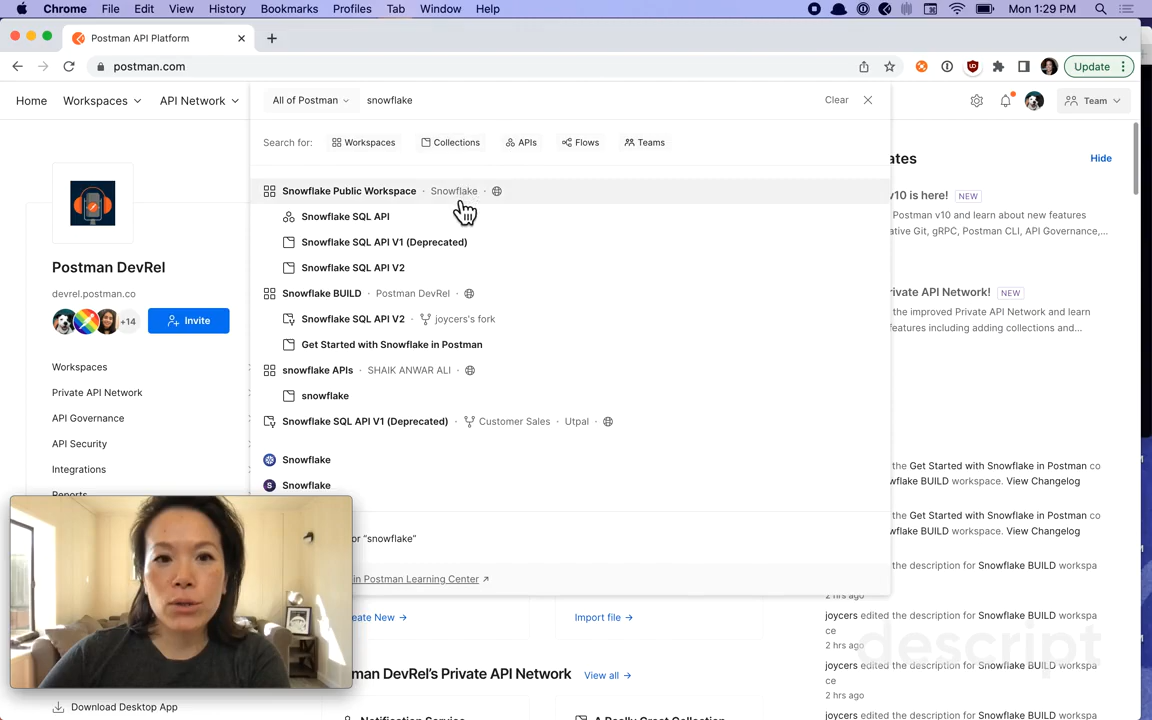 Chrome File Edit View History Bookmarks Profiles Tab Window Help Mon 1:29 PM
Postman API Platform
postman.com Update
Home Workspaces API Network All of Postman snowflake Clear Team
Search for: Workspaces Collections APIs Flows Teams
Snowflake Public Workspace · Snowflake ·
Snowflake SQL API
Snowflake SQL API V1 (Deprecated)
Snowflake SQL API V2
Snowflake BUILD · Postman DevRel ·
Snowflake SQL API V2 · joycers's fork
Get Started with Snowflake in Postman
snowflake APIs · SHAIK ANWAR ALI ·
snowflake
Snowflake SQL API V1 (Deprecated) · Customer Sales · Utpal ·
Snowflake
Snowflake
or “snowflake”
in Postman Learning Center
Postman DevRel
devrel.postman.co
+14 Invite
Workspaces
Private API Network
API Governance
API Security
Integrations
Reports
Download Desktop App
ates Hide
v10 is here! NEW
Postman v10 and learn about new features
ative Git, gRPC, Postman CLI, API Governance,...
rivate API Network! NEW
the improved Private API Network and learn
features including adding collections and...
the Get Started with Snowflake in Postman co
wflake BUILD workspace. View Changelog
the Get Started with Snowflake in Postman co
wflake BUILD workspace. View Changelog
the description for Snowflake BUILD workspa
2 hrs ago
joycers edited the description for Snowflake BUILD workspa
ce
2 hrs ago
joycers edited the description for Snowflake BUILD workspa
ce
2 hrs ago
joycers edited the description for Snowflake BUILD workspa
eate New → Import file →
man DevRel’s Private API Network View all →
Notification Service A Really Great Collection
descript